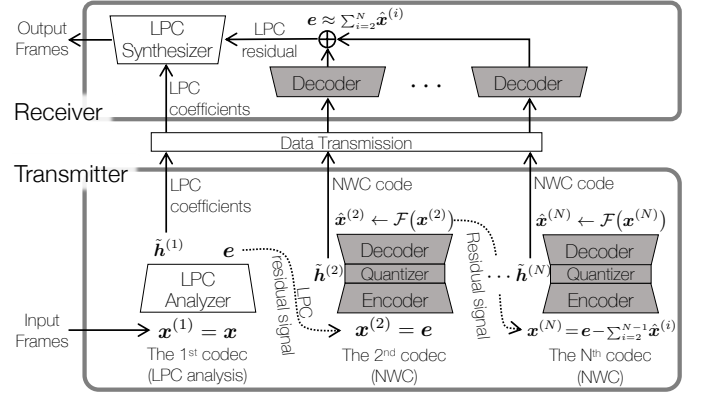 Output
Frames
LPC
Synthesizer
LPC
residual
e ≈ ∑_{i=2}^{N} x̂^{(i)}
⊕
Decoder
. . .
Decoder
LPC
coefficients
Receiver
Data Transmission
Transmitter
LPC
coefficients
NWC code
NWC code
x̂^{(2)} ← F(x^{(2)})
x̂^{(N)} ← F(x^{(N)})
h̃^{(1)}
e
LPC
residual signal
h̃^{(2)}
Decoder
Quantizer
Encoder
Residual signal
. . .
h̃^{(N)}
Decoder
Quantizer
Encoder
LPC
Analyzer
Input
Frames
x^{(1)} = x
x^{(2)} = e
x^{(N)} = e − ∑_{i=2}^{N−1} x̂^{(i)}
The 1st codec
(LPC analysis)
The 2nd codec
(NWC)
The Nth codec
(NWC)